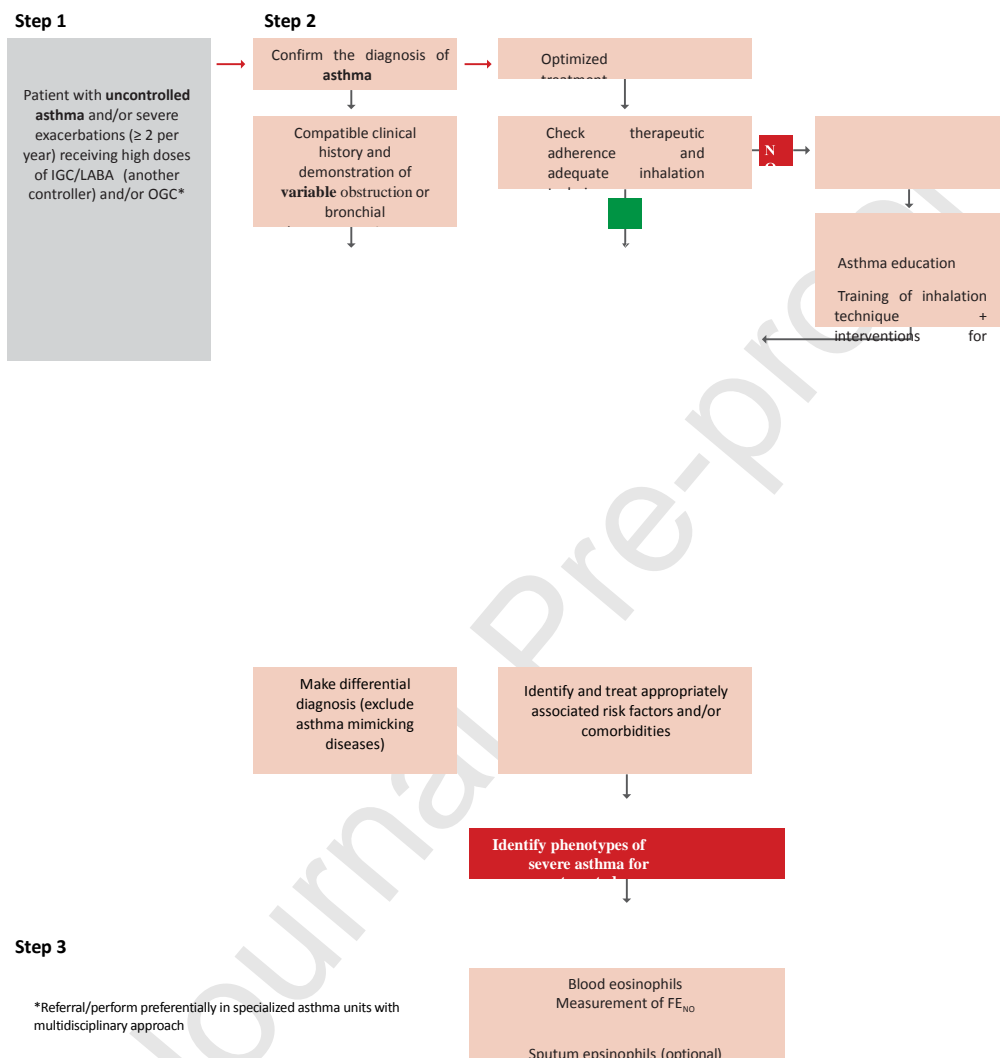 Step 1
Step 2
Patient with uncontrolled
asthma and/or severe
exacerbations (≥ 2 per
year) receiving high doses
of IGC/LABA (another
controller) and/or OGC*
Confirm the diagnosis of
asthma
Compatible clinical
history and
demonstration of
variable obstruction or
bronchial
Optimized
treatment
Check therapeutic
adherence and
adequate inhalation
N
Asthma education
Training of inhalation
technique +
interventions for
Make differential
diagnosis (exclude
asthma mimicking
diseases)
Identify and treat appropriately
associated risk factors and/or
comorbidities
Identify phenotypes of
severe asthma for
Step 3
*Referral/perform preferentially in specialized asthma units with
multidisciplinary approach
Blood eosinophils
Measurement of FENO
Sputum eosinophils (optional)
Journal Pre-proof